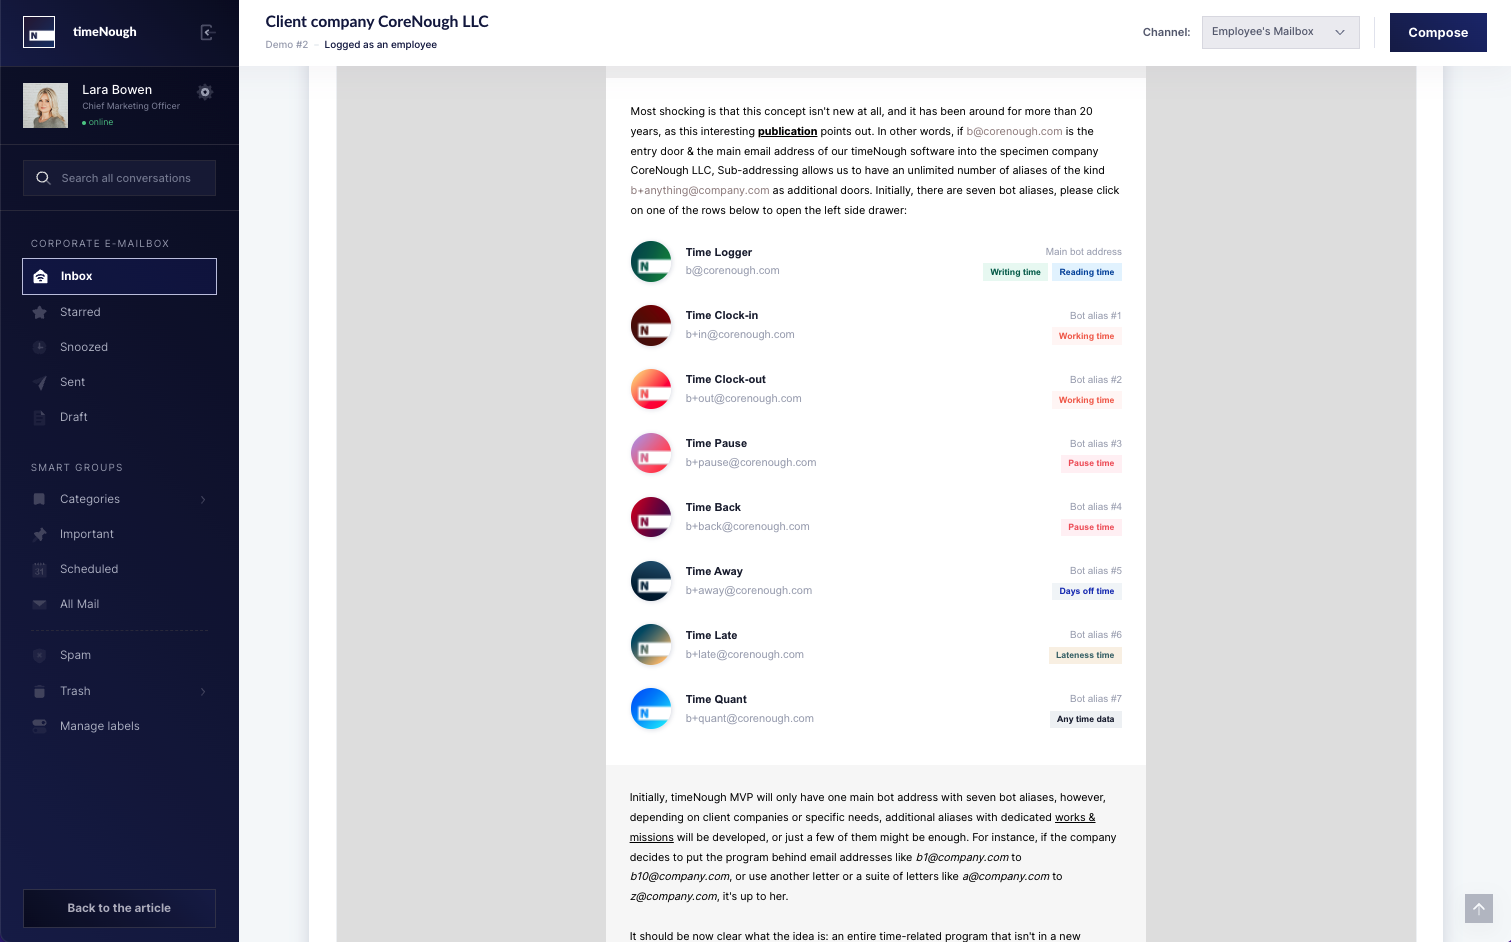 N
timeNough
Lara Bowen
Chief Marketing Officer
online
Search all conversations
CORPORATE E-MAILBOX
Inbox
Starred
Snoozed
Sent
Draft
SMART GROUPS
Categories
Important
31
Scheduled
All Mail
Spam
Trash
Manage labels
Back to the article
Client company CoreNough LLC
Demo #2 – Logged as an employee
Channel:
Employee's Mailbox
Compose
Most shocking is that this concept isn't new at all, and it has been around for more than 20
years, as this interesting publication points out. In other words, if b@corenough.com is the
entry door & the main email address of our timeNough software into the specimen company
CoreNough LLC, Sub-addressing allows us to have an unlimited number of aliases of the kind
b+anything@company.com as additional doors. Initially, there are seven bot aliases, please click
on one of the rows below to open the left side drawer:
N
Time Logger
b@corenough.com
Main bot address
Writing time
Reading time
N
Time Clock-in
b+in@corenough.com
Bot alias #1
Working time
N
Time Clock-out
b+out@corenough.com
Bot alias #2
Working time
N
Time Pause
b+pause@corenough.com
Bot alias #3
Pause time
N
Time Back
b+back@corenough.com
Bot alias #4
Pause time
N
Time Away
b+away@corenough.com
Bot alias #5
Days off time
N
Time Late
b+late@corenough.com
Bot alias #6
Lateness time
N
Time Quant
b+quant@corenough.com
Bot alias #7
Any time data
Initially, timeNough MVP will only have one main bot address with seven bot aliases, however,
depending on client companies or specific needs, additional aliases with dedicated works &
missions will be developed, or just a few of them might be enough. For instance, if the company
decides to put the program behind email addresses like b1@company.com to
b10@company.com, or use another letter or a suite of letters like a@company.com to
z@company.com, it's up to her.
It should be now clear what the idea is: an entire time-related program that isn't in a new